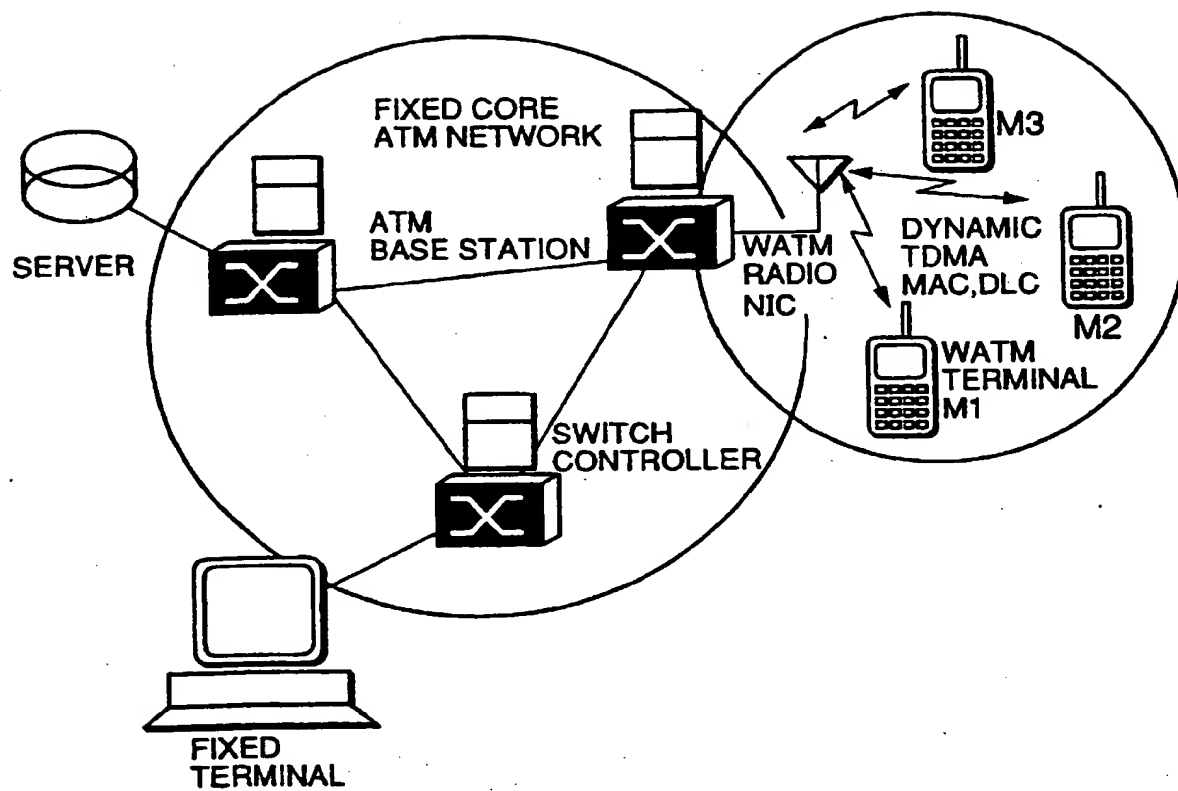 FIXED CORE
ATM NETWORK
M3
SERVER
ATM
BASE STATION
WATM
RADIO
NIC
DYNAMIC
TDMA
MAC,DLC
M2
WATM
TERMINAL
M1
SWITCH
CONTROLLER
FIXED
TERMINAL